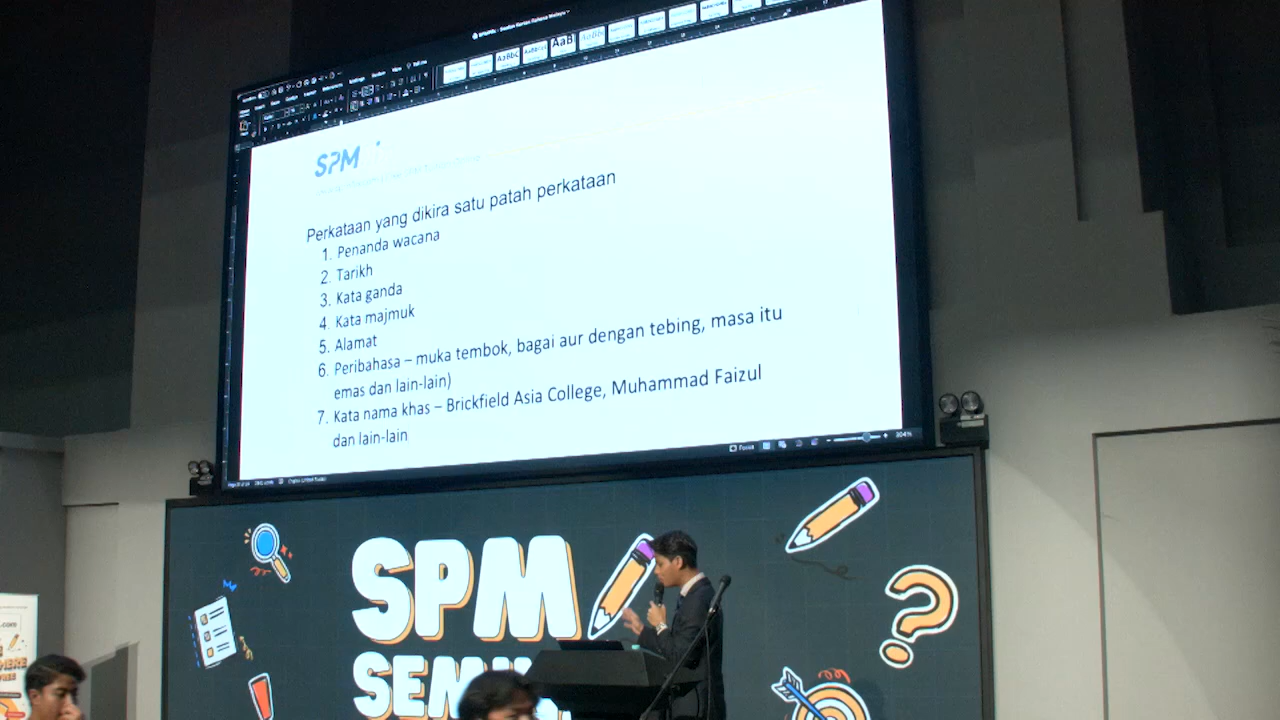 SPM
Perkataan yang dikira satu patah perkataan
1. Penanda wacana
2. Tarikh
3. Kata ganda
4. Kata majmuk
5. Alamat
6. Peribahasa – muka tembok, bagai aur dengan tebing, masa itu
emas dan lain-lain)
7. Kata nama khas – Brickfield Asia College, Muhammad Faizul
dan lain-lain
Focus
SPM